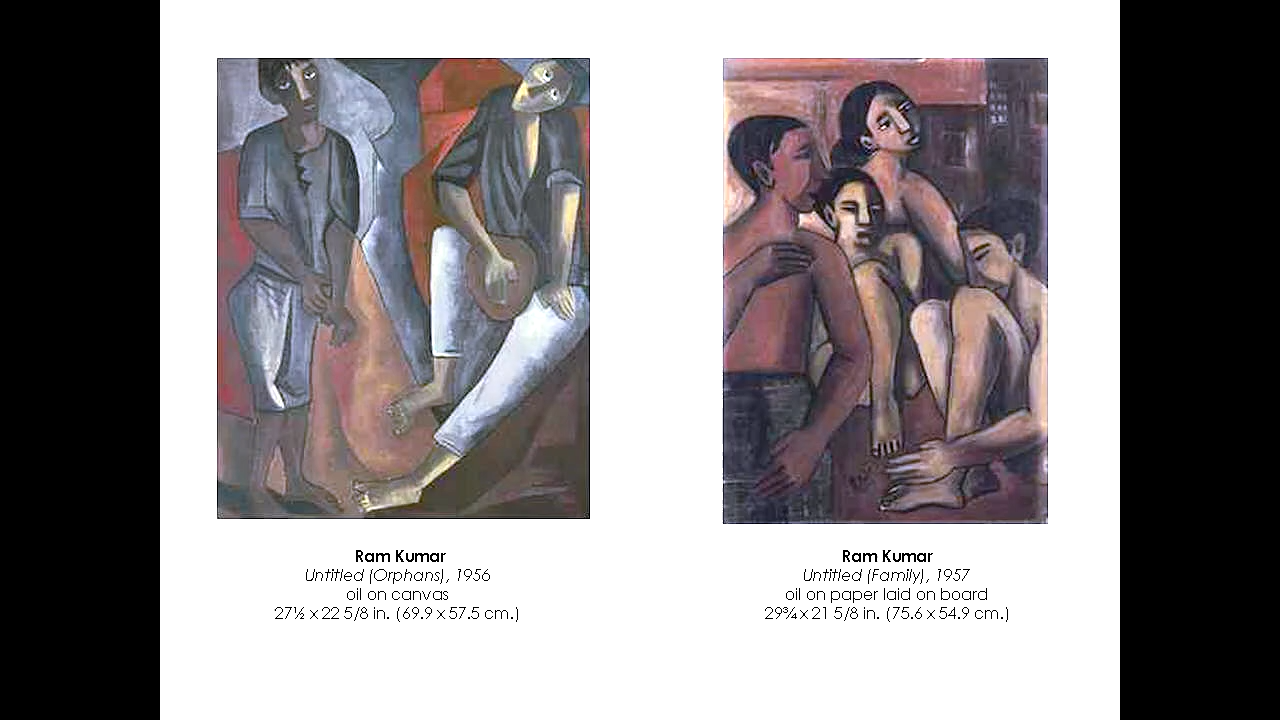 Ram Kumar
Untitled (Orphans), 1956
oil on canvas
27½ x 22 5/8 in. (69.9 x 57.5 cm.)
Ram Kumar
Untitled (Family), 1957
oil on paper laid on board
29¾ x 21 5/8 in. (75.6 x 54.9 cm.)